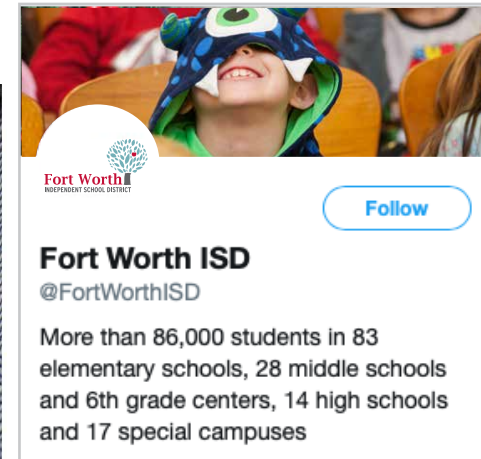 Fort Worth
INDEPENDENT SCHOOL DISTRICT
Follow
Fort Worth ISD
@FortWorthISD
More than 86,000 students in 83
elementary schools, 28 middle schools
and 6th grade centers, 14 high schools
and 17 special campuses